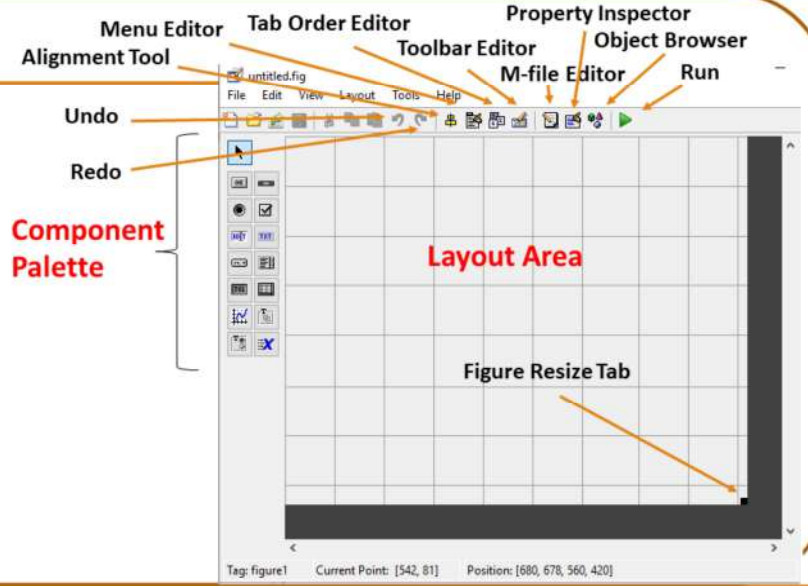 Property Inspector
Menu Editor Tab Order Editor
Toolbar Editor Object Browser
Alignment Tool
M-file Editor Run
untitled.fig
File Edit View Layout Tools Help
Undo
Redo
Component
Palette
Layout Area
Figure Resize Tab
Tag: figure1 Current Point: [542, 81] Position: [680, 678, 560, 420]